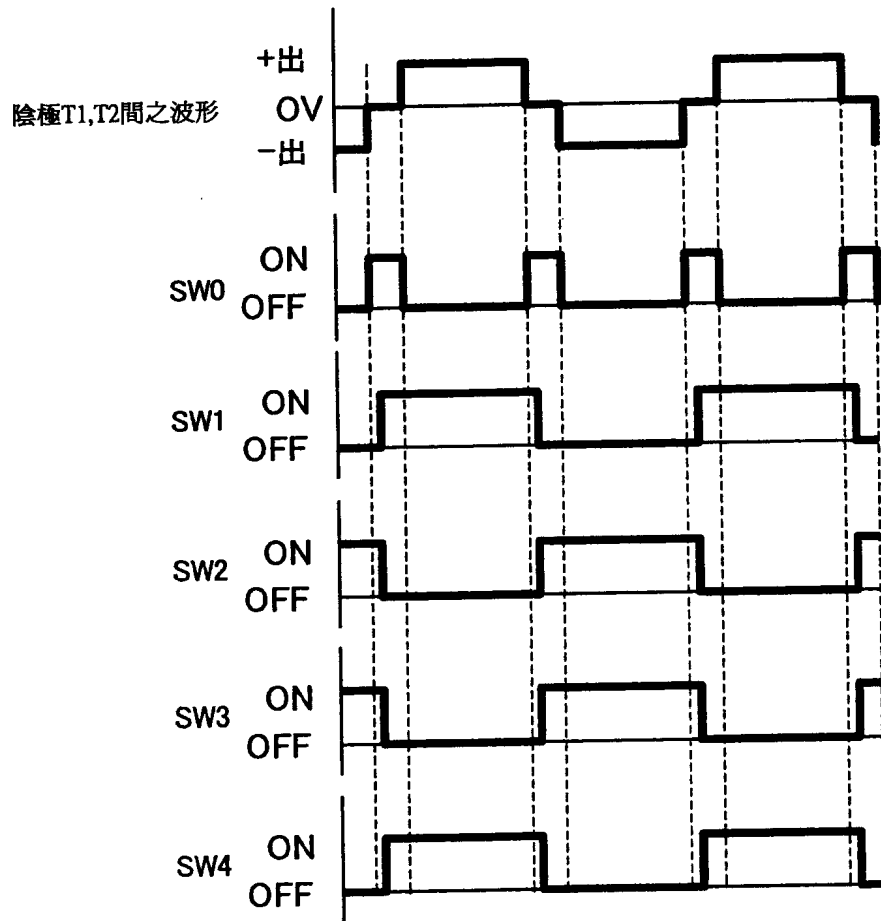 +出
陰極T1,T2間之波形 OV
−出
ON
SW0
OFF
ON
SW1
OFF
ON
SW2
OFF
ON
SW3
OFF
ON
SW4
OFF